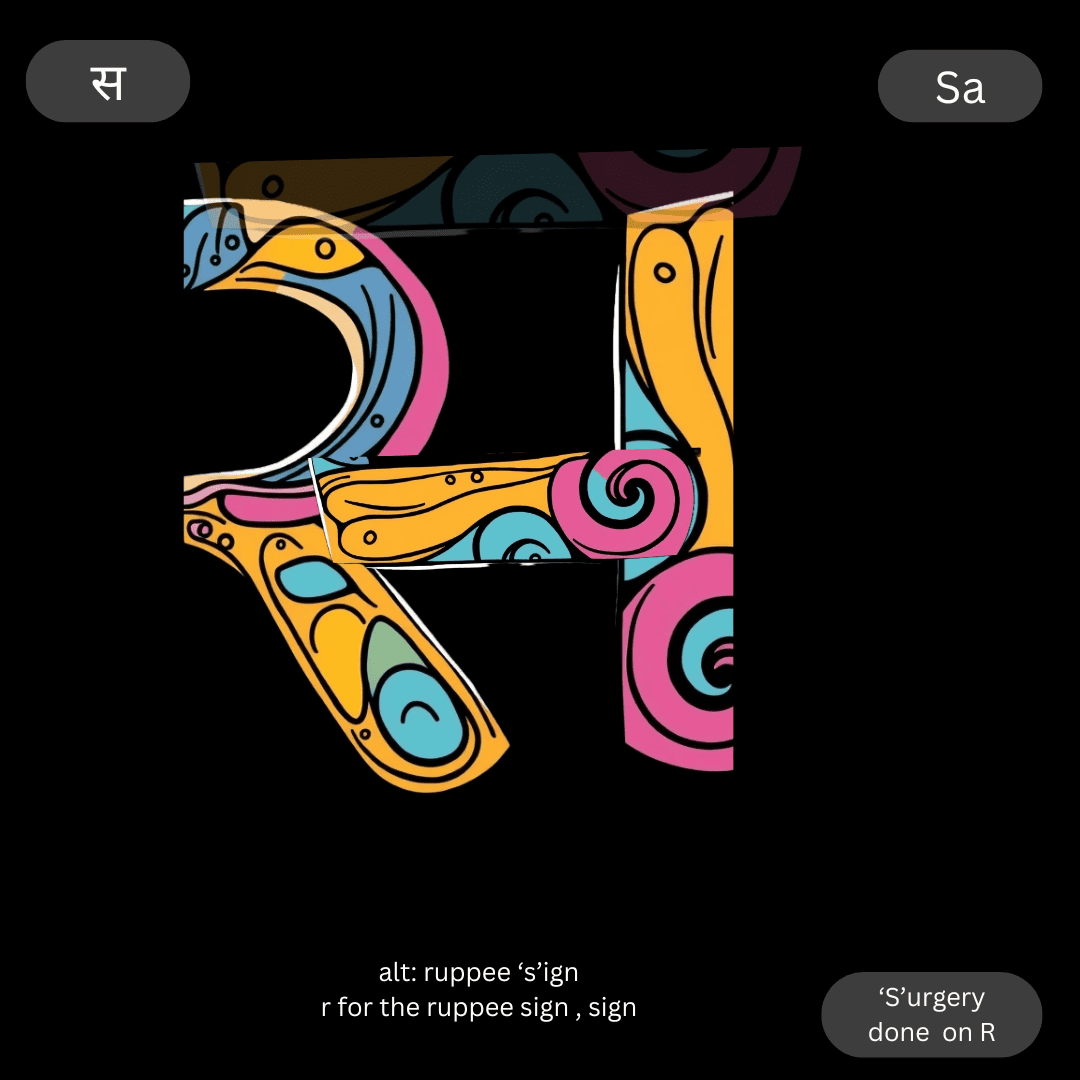 स
Sa
स
alt: ruppee ‘s’ign
r for the ruppee sign , sign
‘S’urgery
done on R